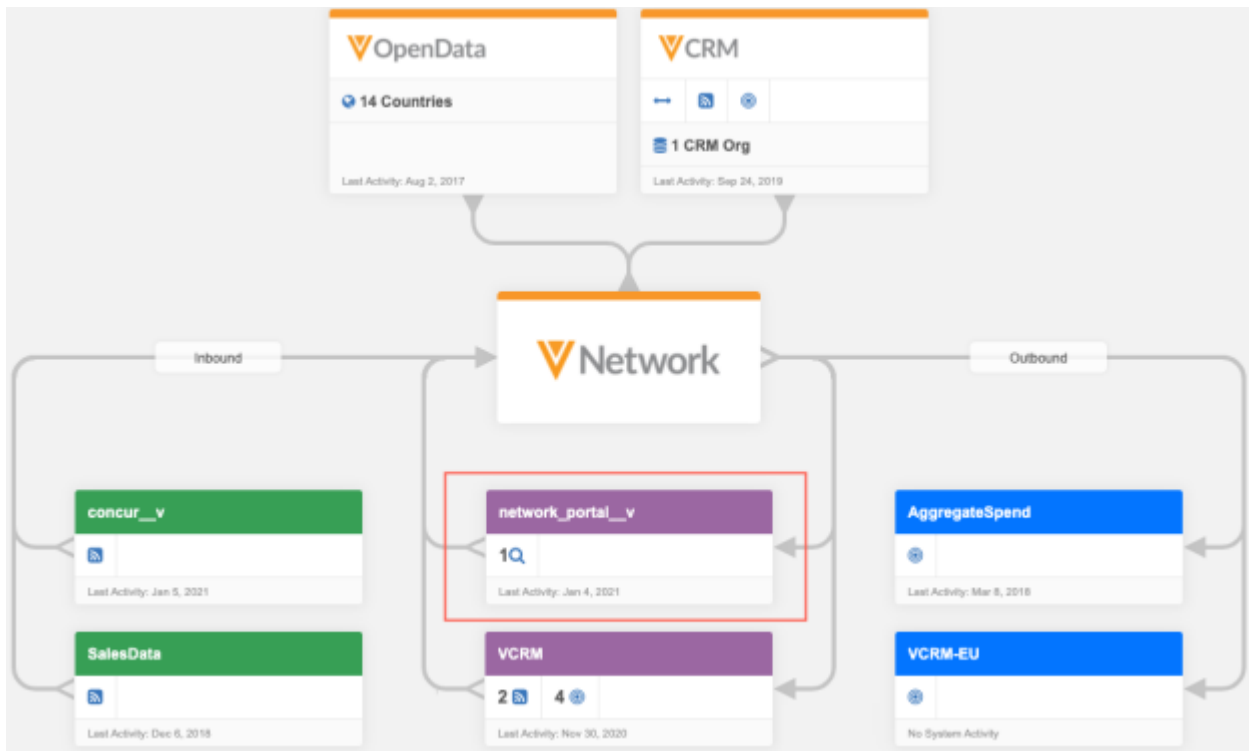 OpenData
CRM
14 Countries
1 CRM Org
Last Activity: Aug 2, 2017
Last Activity: Sep 24, 2019
Inbound
Network
Outbound
concur__v
network_portal__v
AggregateSpend
1
Last Activity: Jan 5, 2021
Last Activity: Jan 4, 2021
Last Activity: Mar 8, 2018
SalesData
VCRM
VCRM-EU
2 4
Last Activity: Dec 6, 2018
Last Activity: Nov 30, 2020
No System Activity